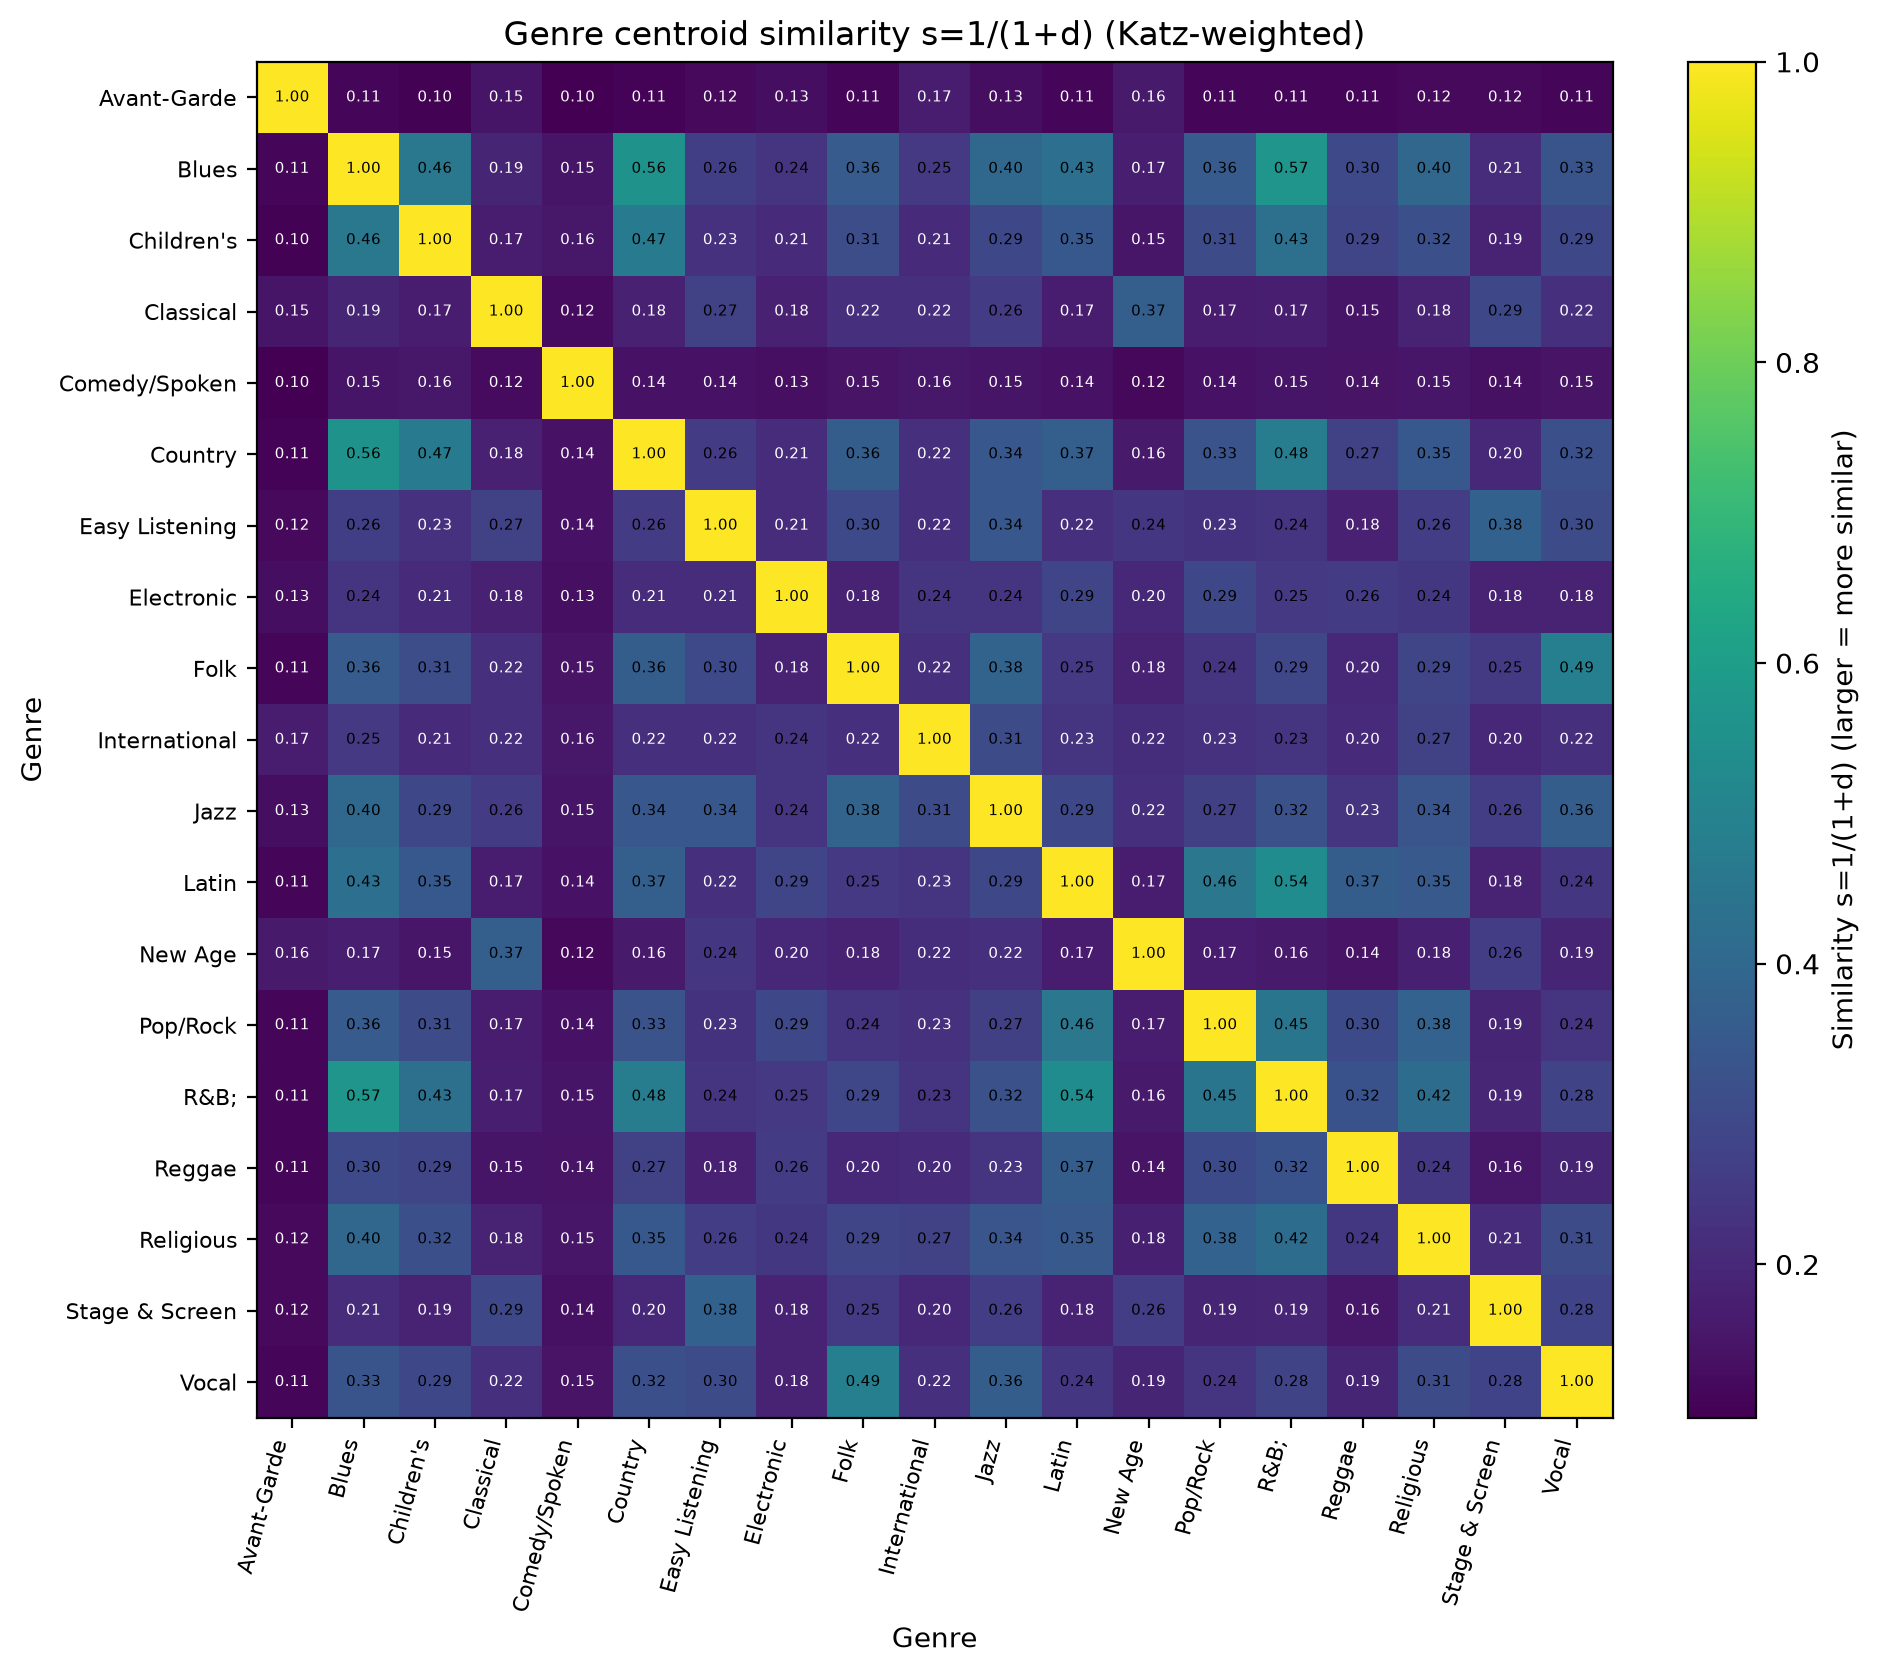 Genre centroid similarity s=1/(1+d) (Katz-weighted)
Avant-Garde 1.00 0.11 0.10 0.15 0.10 0.11 0.12 0.13 0.11 0.17 0.13 0.11 0.16 0.11 0.11 0.11 0.12 0.12 0.11
Blues 0.11 1.00 0.46 0.19 0.15 0.56 0.26 0.24 0.36 0.25 0.40 0.43 0.17 0.36 0.57 0.30 0.40 0.21 0.33
Children's 0.10 0.46 1.00 0.17 0.16 0.47 0.23 0.21 0.31 0.21 0.29 0.35 0.15 0.31 0.43 0.29 0.32 0.19 0.29
Classical 0.15 0.19 0.17 1.00 0.12 0.18 0.27 0.18 0.22 0.22 0.26 0.17 0.37 0.17 0.17 0.15 0.18 0.29 0.22
Comedy/Spoken 0.10 0.15 0.16 0.12 1.00 0.14 0.14 0.13 0.15 0.16 0.15 0.14 0.12 0.14 0.15 0.14 0.15 0.14 0.15
Country 0.11 0.56 0.47 0.18 0.14 1.00 0.26 0.21 0.36 0.22 0.34 0.37 0.16 0.33 0.48 0.27 0.35 0.20 0.32
Easy Listening 0.12 0.26 0.23 0.27 0.14 0.26 1.00 0.21 0.30 0.22 0.34 0.22 0.24 0.23 0.24 0.18 0.26 0.38 0.30
Electronic 0.13 0.24 0.21 0.18 0.13 0.21 0.21 1.00 0.18 0.24 0.24 0.29 0.20 0.29 0.25 0.26 0.24 0.18 0.18
Folk 0.11 0.36 0.31 0.22 0.15 0.36 0.30 0.18 1.00 0.22 0.38 0.25 0.18 0.24 0.29 0.20 0.29 0.25 0.49
International 0.17 0.25 0.21 0.22 0.16 0.22 0.22 0.24 0.22 1.00 0.31 0.23 0.22 0.23 0.23 0.20 0.27 0.20 0.22
Jazz 0.13 0.40 0.29 0.26 0.15 0.34 0.34 0.24 0.38 0.31 1.00 0.29 0.22 0.27 0.32 0.23 0.34 0.26 0.36
Latin 0.11 0.43 0.35 0.17 0.14 0.37 0.22 0.29 0.25 0.23 0.29 1.00 0.17 0.46 0.54 0.37 0.35 0.18 0.24
New Age 0.16 0.17 0.15 0.37 0.12 0.16 0.24 0.20 0.18 0.22 0.22 0.17 1.00 0.17 0.16 0.14 0.18 0.26 0.19
Pop/Rock 0.11 0.36 0.31 0.17 0.14 0.33 0.23 0.29 0.24 0.23 0.27 0.46 0.17 1.00 0.45 0.30 0.38 0.19 0.24
R&B; 0.11 0.57 0.43 0.17 0.15 0.48 0.24 0.25 0.29 0.23 0.32 0.54 0.16 0.45 1.00 0.32 0.42 0.19 0.28
Reggae 0.11 0.30 0.29 0.15 0.14 0.27 0.18 0.26 0.20 0.20 0.23 0.37 0.14 0.30 0.32 1.00 0.24 0.16 0.19
Religious 0.12 0.40 0.32 0.18 0.15 0.35 0.26 0.24 0.29 0.27 0.34 0.35 0.18 0.38 0.42 0.24 1.00 0.21 0.31
Stage & Screen 0.12 0.21 0.19 0.29 0.14 0.20 0.38 0.18 0.25 0.20 0.26 0.18 0.26 0.19 0.19 0.16 0.21 1.00 0.28
Vocal 0.11 0.33 0.29 0.22 0.15 0.32 0.30 0.18 0.49 0.22 0.36 0.24 0.19 0.24 0.28 0.19 0.31 0.28 1.00
Avant-Garde
Blues
Children's
Classical
Comedy/Spoken
Country
Easy Listening
Electronic
Folk
International
Jazz
Latin
New Age
Pop/Rock
R&B;
Reggae
Religious
Stage & Screen
Vocal
Genre
Genre
1.0
0.8
0.6
0.4
0.2
Similarity s=1/(1+d) (larger = more similar)